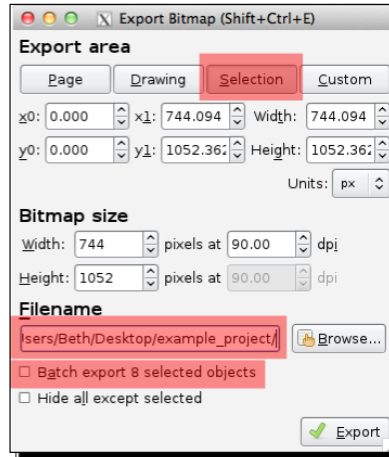 Export Bitmap (Shift+Ctrl+E)
Export area
Page Drawing Selection Custom
x0: 0.000 x1: 744.094 Width: 744.094
y0: 0.000 y1: 1052.362 Height: 1052.362
Units: px
Bitmap size
Width: 744 pixels at 90.00 dpi
Height: 1052 pixels at 90.00 dpi
Filename
sers/Beth/Desktop/example_project/ Browse...
Batch export 8 selected objects
Hide all except selected
Export